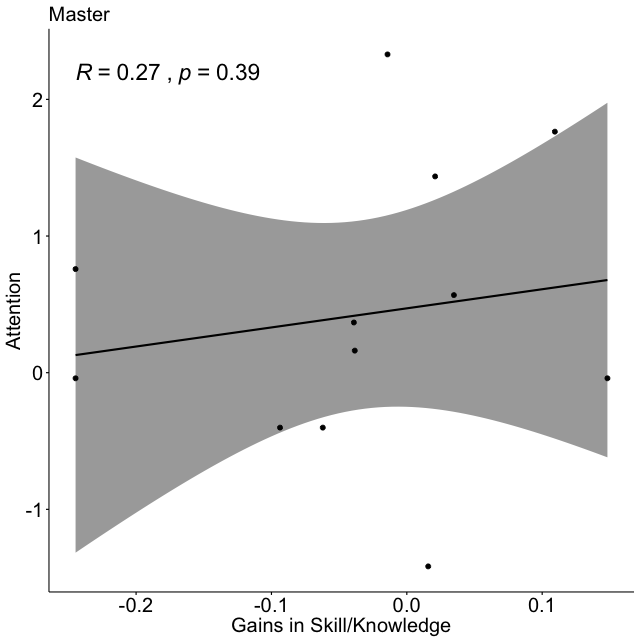 Master
R = 0.27 , p = 0.39
2
1
0
-1
Attention
-0.2 -0.1 0.0 0.1
Gains in Skill/Knowledge